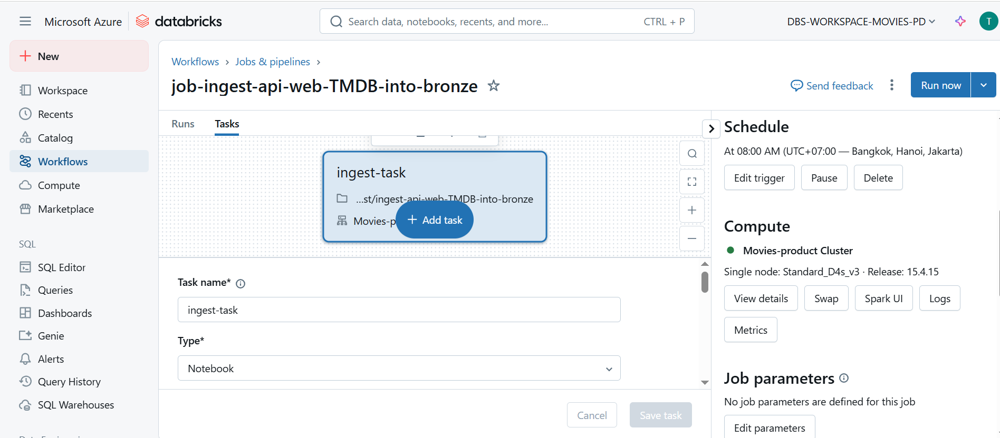 Microsoft Azure databricks
Search data, notebooks, recents, and more... CTRL + P
DBS-WORKSPACE-MOVIES-PD
T
New
Workspace
Recents
Catalog
Workflows
Compute
Marketplace
SQL
SQL Editor
Queries
Dashboards
Genie
Alerts
Query History
SQL Warehouses
Workflows › Jobs & pipelines ›
job-ingest-api-web-TMDB-into-bronze
Send feedback
Run now
Runs Tasks
ingest-task
...st/ingest-api-web-TMDB-into-bronze
Movies-p
+ Add task
Task name*
ingest-task
Type*
Notebook
Cancel Save task
Schedule
At 08:00 AM (UTC+07:00 — Bangkok, Hanoi, Jakarta)
Edit trigger Pause Delete
Compute
Movies-product Cluster
Single node: Standard_D4s_v3 · Release: 15.4.15
View details Swap Spark UI Logs
Metrics
Job parameters
No job parameters are defined for this job
Edit parameters